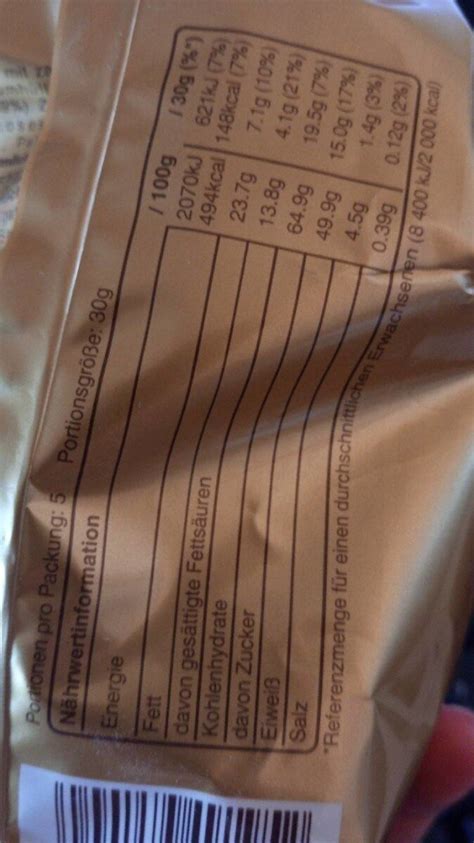 Portionen pro Packung: 5 Portionsgröße: 30g
Nährwertinformation / 100g / 30g (%*)
Energie 2070kJ 621kJ (7%)
494kcal 148kcal (7%)
Fett 23.7g 7.1g (10%)
davon gesättigte Fettsäuren 13.8g 4.1g (21%)
Kohlenhydrate 64.9g 19.5g (7%)
davon Zucker 49.9g 15.0g (17%)
Eiweiß 4.5g 1.4g (3%)
Salz 0.39g 0.12g (2%)
*Referenzmenge für einen durchschnittlichen Erwachsenen (8 400 kJ/2 000 kcal)